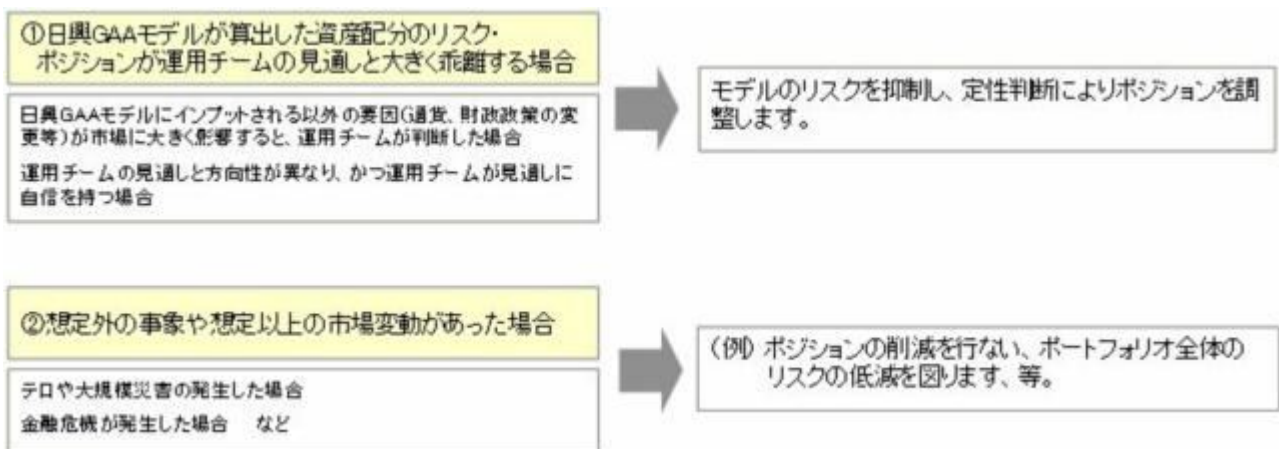 ①日興GAAモデルが算出した資産配分のリスク・
ポジションが運用チームの見通しと大きく乖離する場合
日興GAAモデルにインプットされる以外の要因(通貨、財政政策の変
更等)が市場に大きく影響すると、運用チームが判断した場合
運用チームの見通しと方向性が異なり、かつ運用チームが見通しに
自信を持つ場合
モデルのリスクを抑制し、定性判断によりポジションを調
整します。
②想定外の事象や想定以上の市場変動があった場合
テロや大規模災害の発生した場合
金融危機が発生した場合 など
(例) ポジションの削減を行ない、ポートフォリオ全体の
リスクの低減を図ります、等。